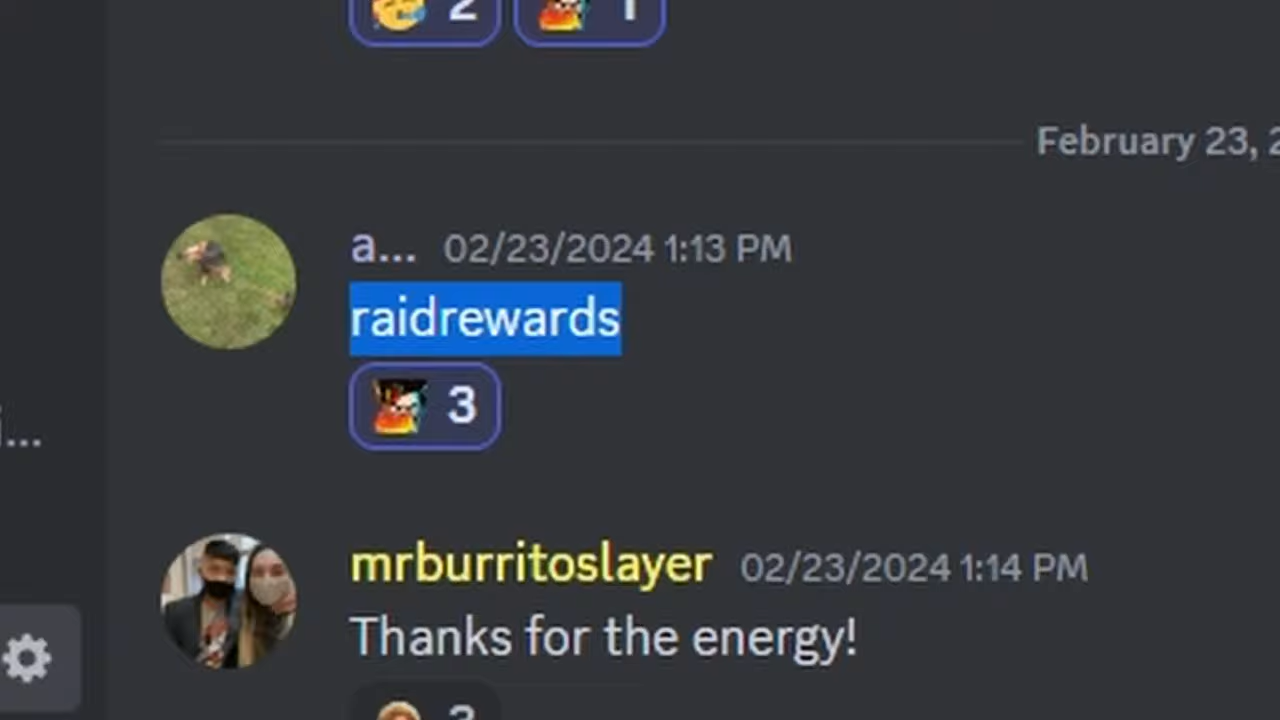 2 1
February 23, 2
a... 02/23/2024 1:13 PM
raidrewards
3
i...
mrburritoslayer 02/23/2024 1:14 PM
Thanks for the energy!
3